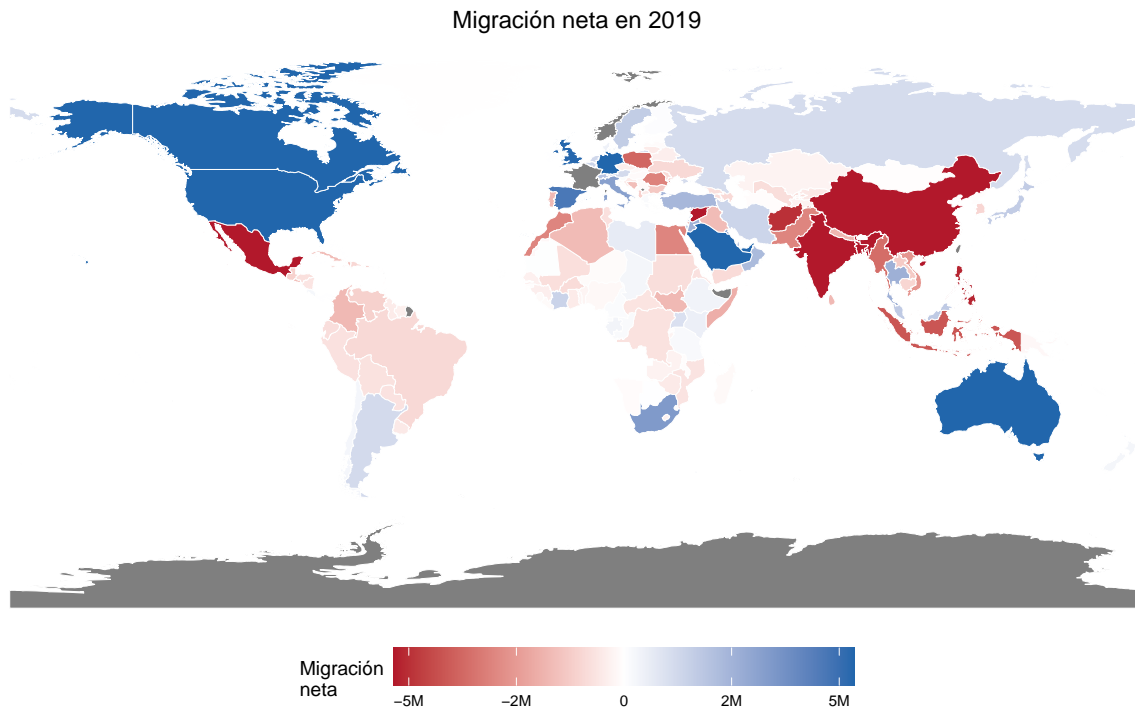 Migración neta en 2019
Migración
neta
−5M
−2M
0
2M
5M